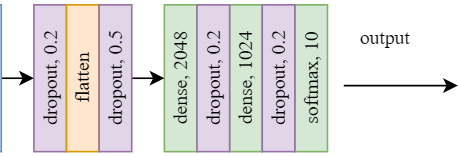 dropout, 0.2
flatten
dropout, 0.5
dense, 2048
dropout, 0.2
dense, 1024
dropout, 0.2
softmax, 10
output